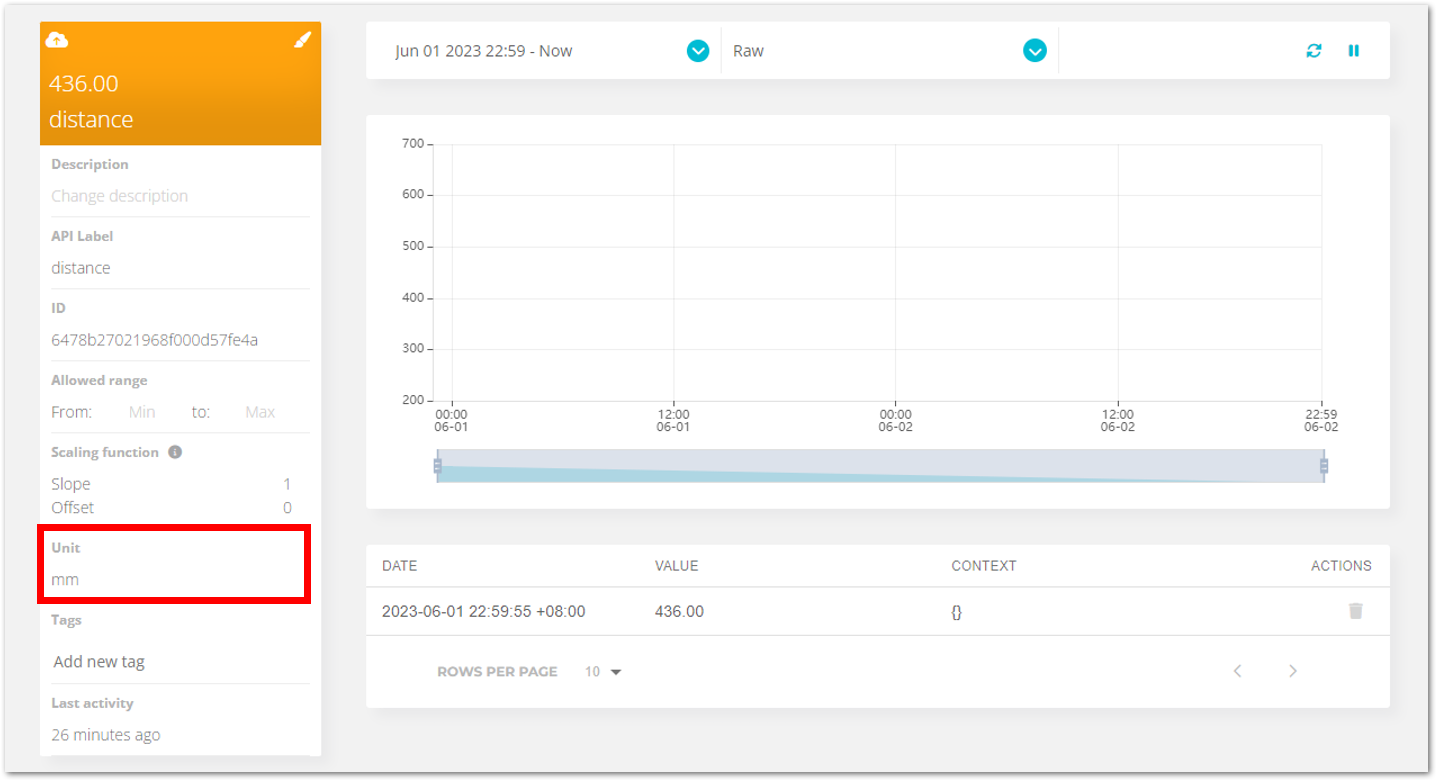 436.00
distance
Description
Change description
API Label
distance
ID
6478b27021968f000d57fe4a
Allowed range
From: Min to: Max
Scaling function
Slope 1
Offset 0
Unit
mm
Tags
Add new tag
Last activity
26 minutes ago
Jun 01 2023 22:59 - Now Raw
700
600
500
400
300
200
00:00 12:00 00:00 12:00 22:59
06-01 06-01 06-02 06-02 06-02
DATE VALUE CONTEXT ACTIONS
2023-06-01 22:59:55 +08:00 436.00 {}
ROWS PER PAGE 10